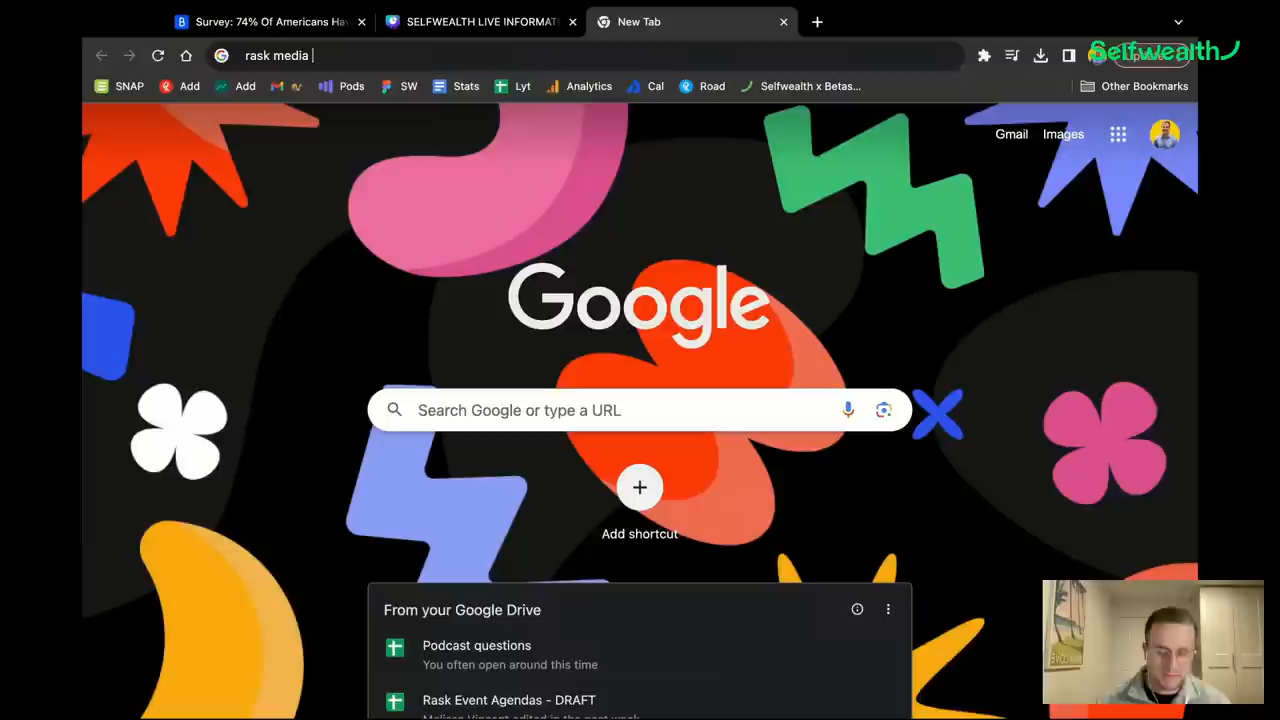 Survey: 74% Of Americans Hav
SELFWEALTH LIVE INFORMAT
New Tab
rask media
Selfwealth
SNAP
Add
Add
Pods
SW
Stats
Lyt
Analytics
Cal
Road
Selfwealth x Betas...
Other Bookmarks
Gmail
Images
Google
Search Google or type a URL
Add shortcut
From your Google Drive
Podcast questions
You often open around this time
Rask Event Agendas - DRAFT